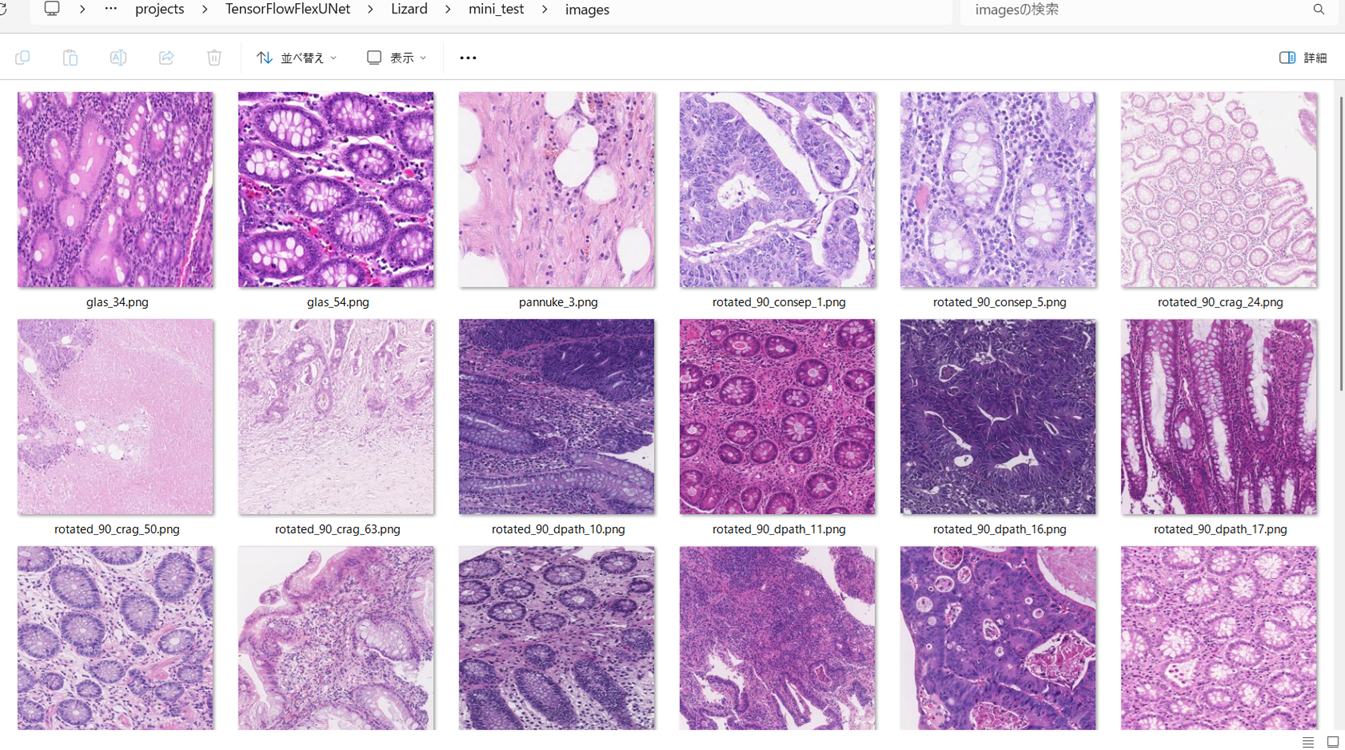 projects > TensorFlowFlexUNet > Lizard > mini_test > images
imagesの検索
並べ替え
表示
詳細
glas_34.png
glas_54.png
pannuke_3.png
rotated_90_consep_1.png
rotated_90_consep_5.png
rotated_90_crag_24.png
rotated_90_crag_50.png
rotated_90_crag_63.png
rotated_90_dpath_10.png
rotated_90_dpath_11.png
rotated_90_dpath_16.png
rotated_90_dpath_17.png